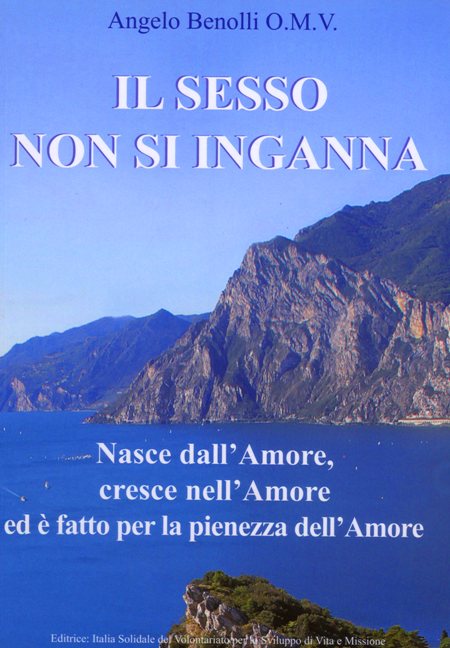 Angelo Benolli O.M.V.
IL SESSO
NON SI INGANNA
Nasce dall'Amore,
cresce nell'Amore
ed è fatto per la pienezza dell'Amore
Editrice: Italia Solidale del Volontariato per lo Sviluppo di Vita e Missione